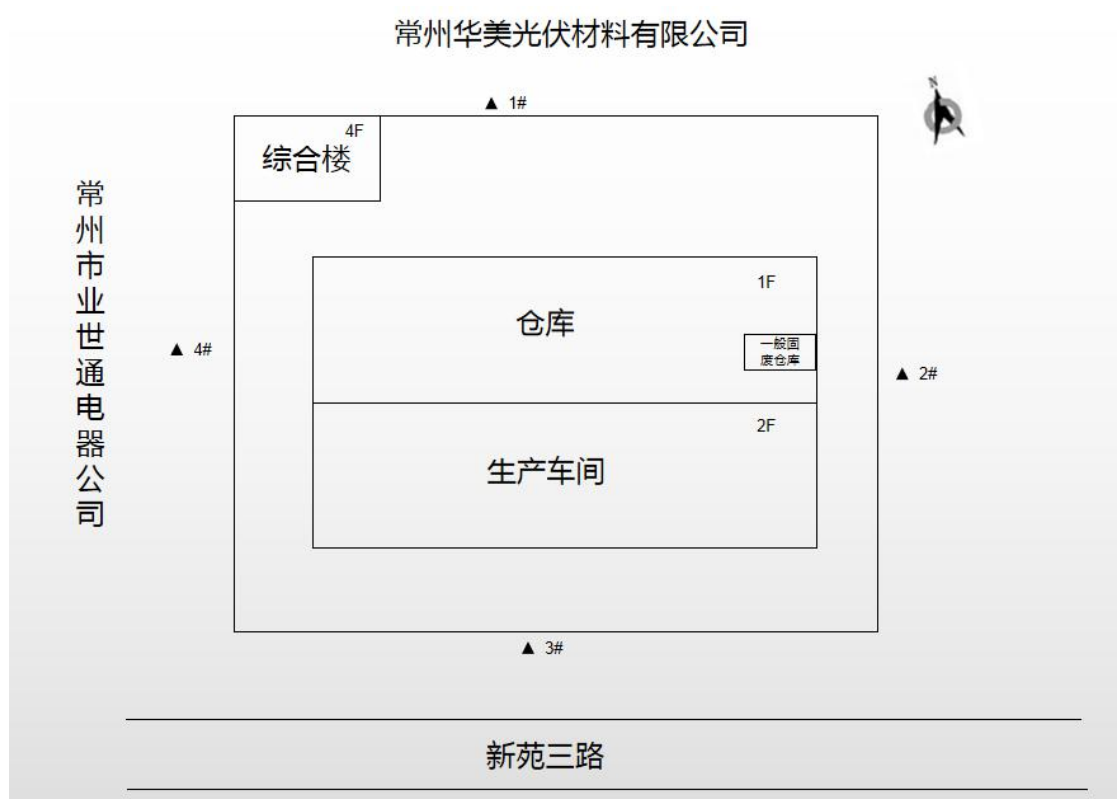 常州华美光伏材料有限公司
N
▲ 1#
4F
综合楼
常州市业世通电器公司
1F
仓库
一般固
废仓库
▲ 4#
▲ 2#
2F
生产车间
▲ 3#
新苑三路